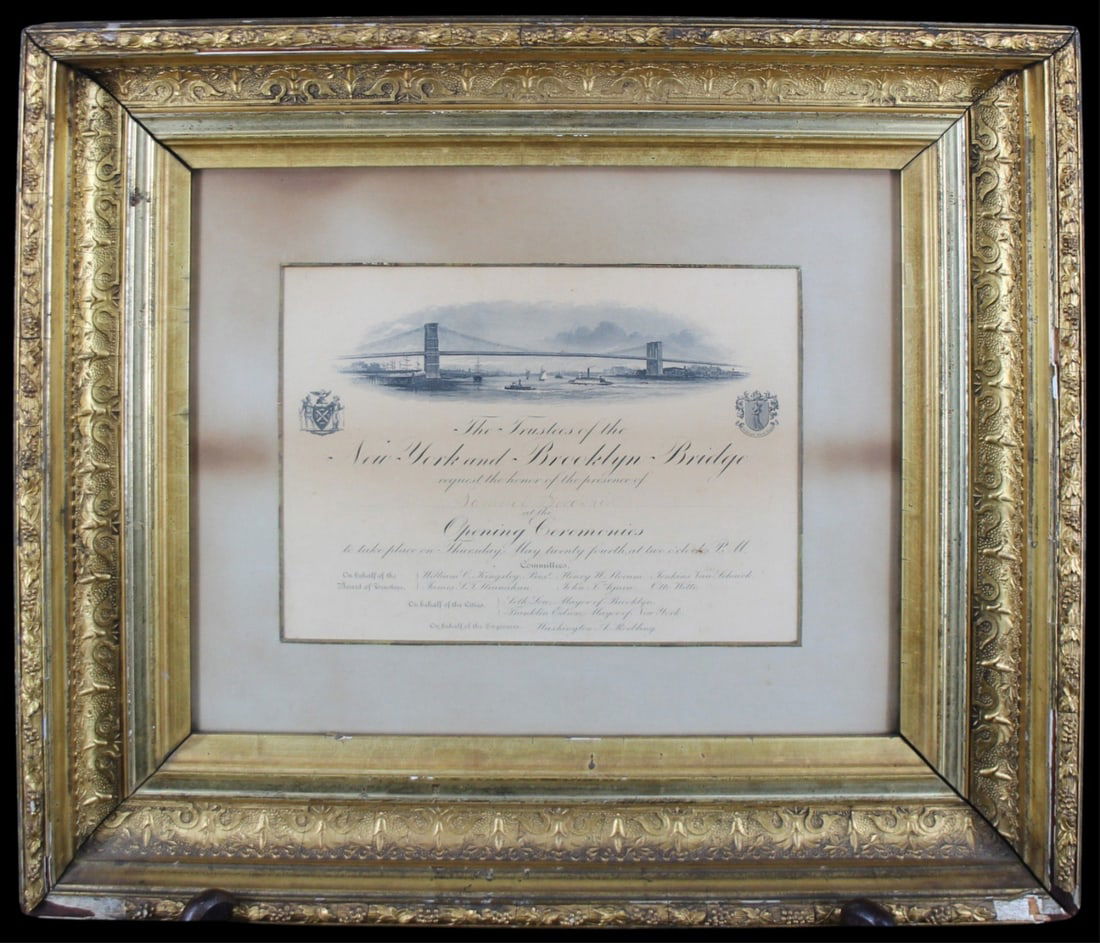 The Trustees of the
New York and Brooklyn Bridge
request the honor of the presence of
at the
Opening Ceremonies
to take place on Thursday, May twenty fourth, at two o'clock P.M.
Committees.
On behalf of the Board of Trustees. William C. Kingsley, Pres't. Henry W. Slocum Jenkins Van Schaick
James S.T. Stranahan John T. Agnew Otto Witte
On behalf of the Cities. Seth Low, Mayor of Brooklyn.
Franklin Edson, Mayor of New York.
On behalf of the Engineers. Washington A. Roebling